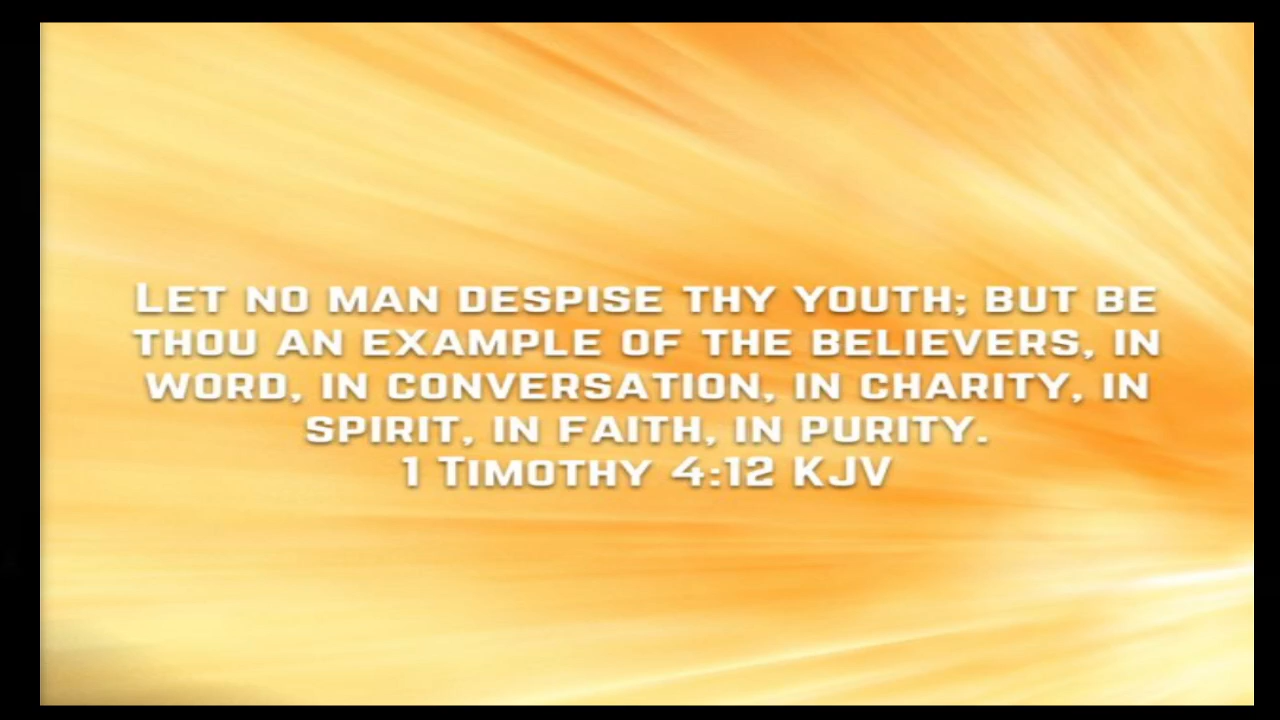 Let no man despise thy youth; but be
thou an example of the believers, in
word, in conversation, in charity, in
spirit, in faith, in purity.
1 Timothy 4:12 KJV